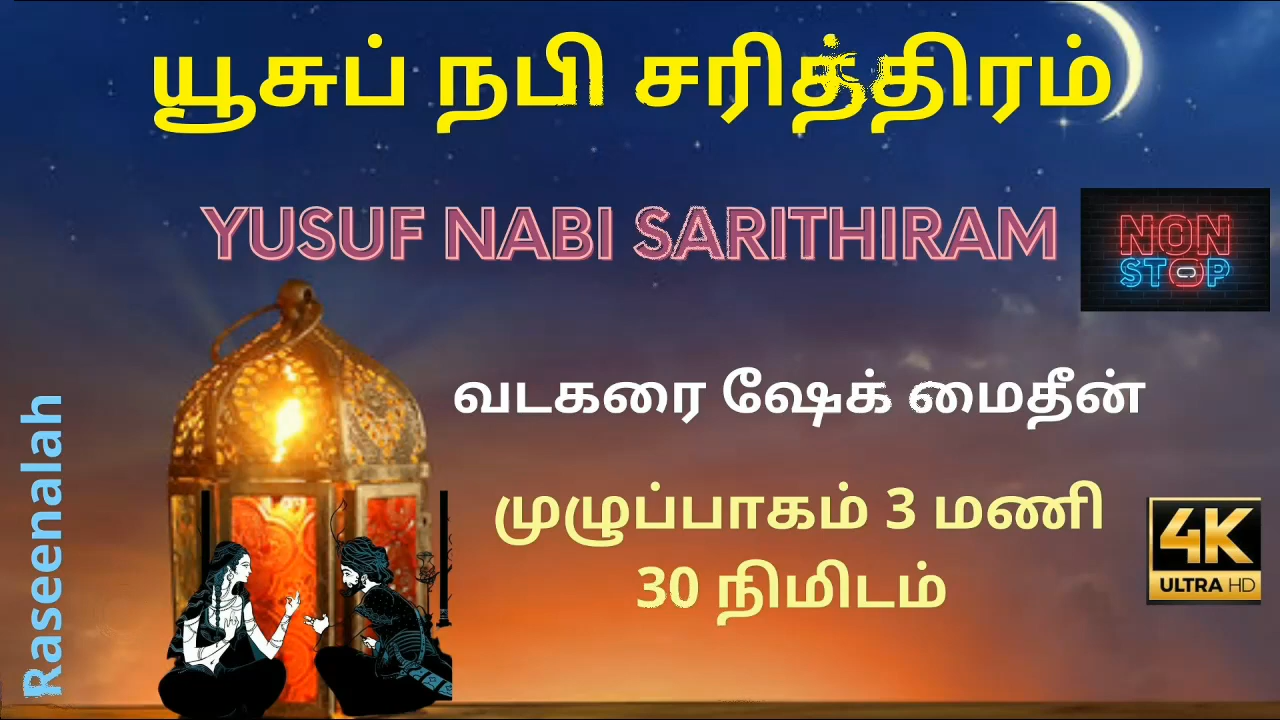 யூசுப் நபி சரித்திரம்
YUSUF NABI SARITHIRAM
NON
STOP
வடகரை ஷேக் மைதீன்
முழுப்பாகம் 3 மணி
30 நிமிடம்
4K
ULTRA HD
Raseenalah